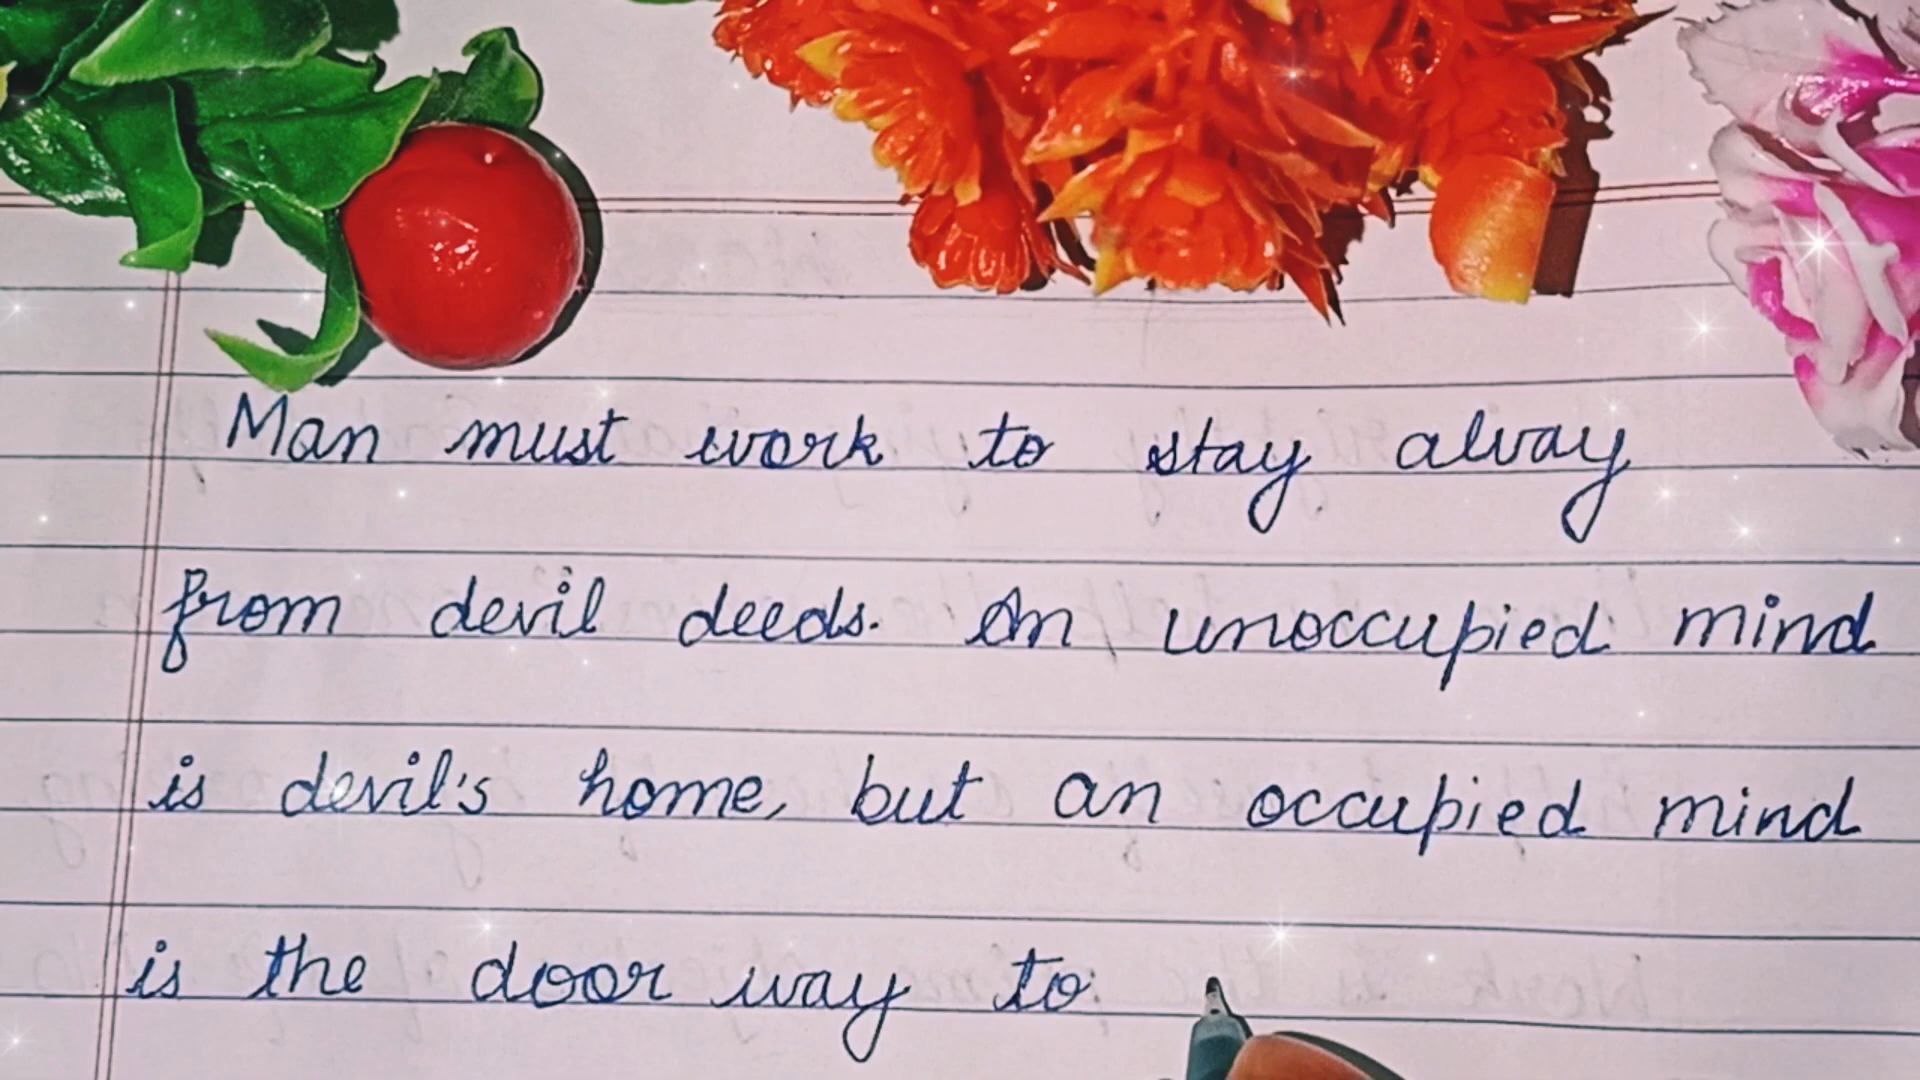 Man must work to stay alway
from devil deeds. An unoccupied mind
is devil's home, but an occupied mind
is the door way to